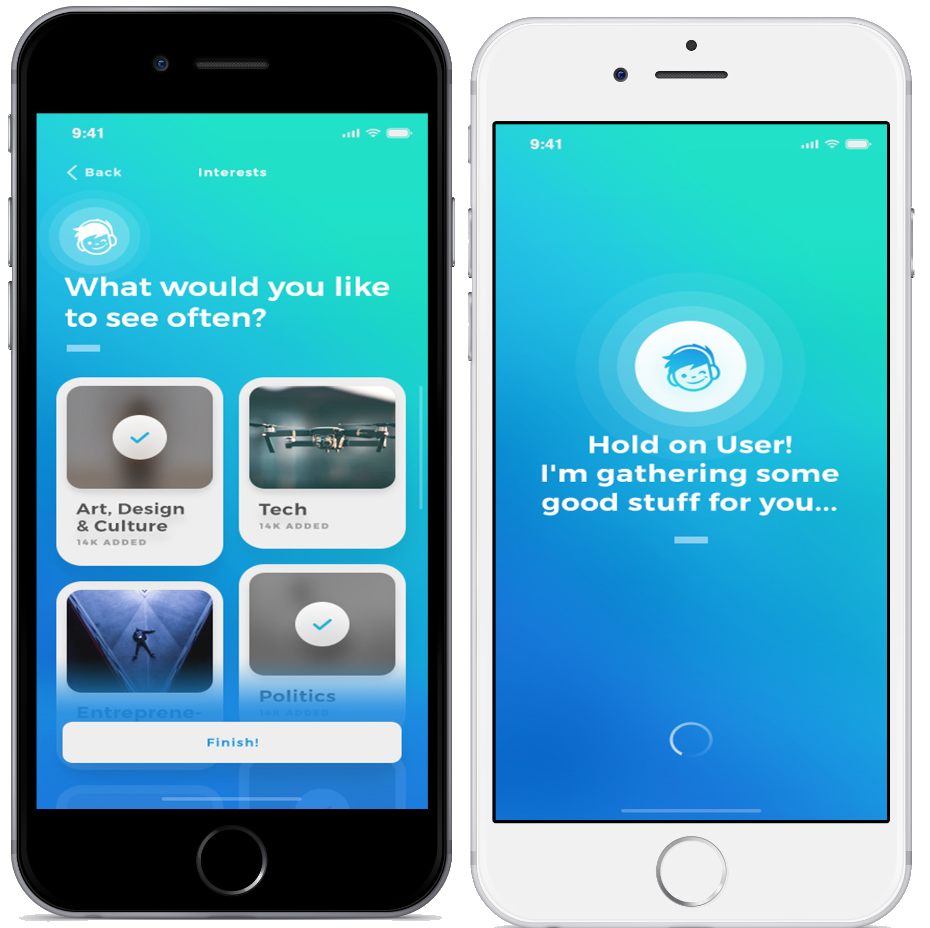 9:41
Back
Interests
What would you like
to see often?
Art, Design
& Culture
14K ADDED
Tech
14K ADDED
Entreprene-
Politics
14K ADDED
Finish!
9:41
Hold on User!
I'm gathering some
good stuff for you...